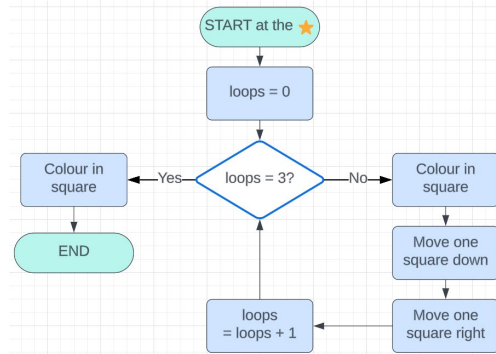 START at the
loops = 0
loops = 3?
Yes
No
Colour in
square
END
Colour in
square
Move one
square down
Move one
square right
loops
= loops + 1